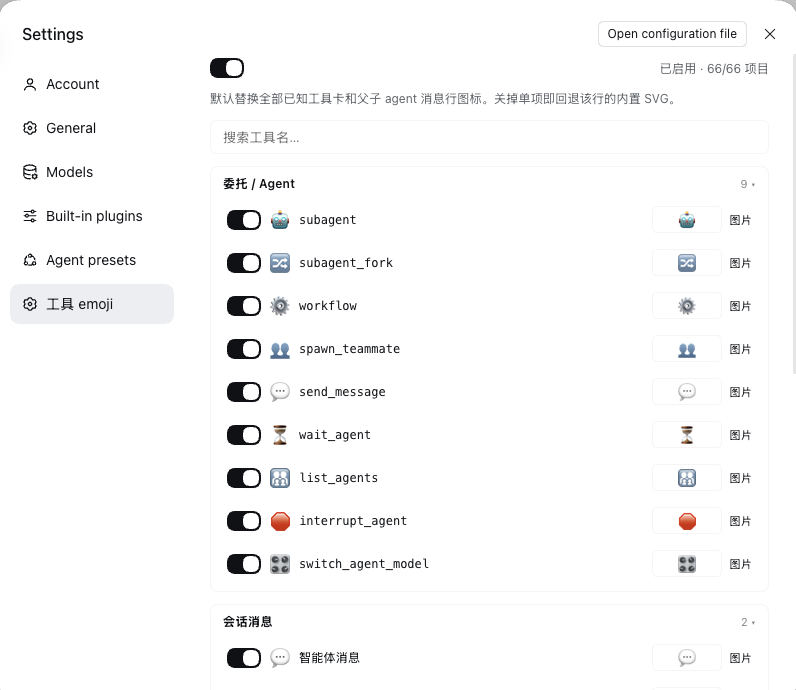 Settings
Open configuration file
Account
General
Models
Built-in plugins
Agent presets
工具 emoji
已启用 · 66/66 项目
默认替换全部已知工具卡和父子 agent 消息行图标。关掉单项即回退该行的内置 SVG。
搜索工具名...
委托 / Agent 9
subagent 图片
subagent_fork 图片
workflow 图片
spawn_teammate 图片
send_message 图片
wait_agent 图片
list_agents 图片
interrupt_agent 图片
switch_agent_model 图片
会话消息 2
智能体消息 图片